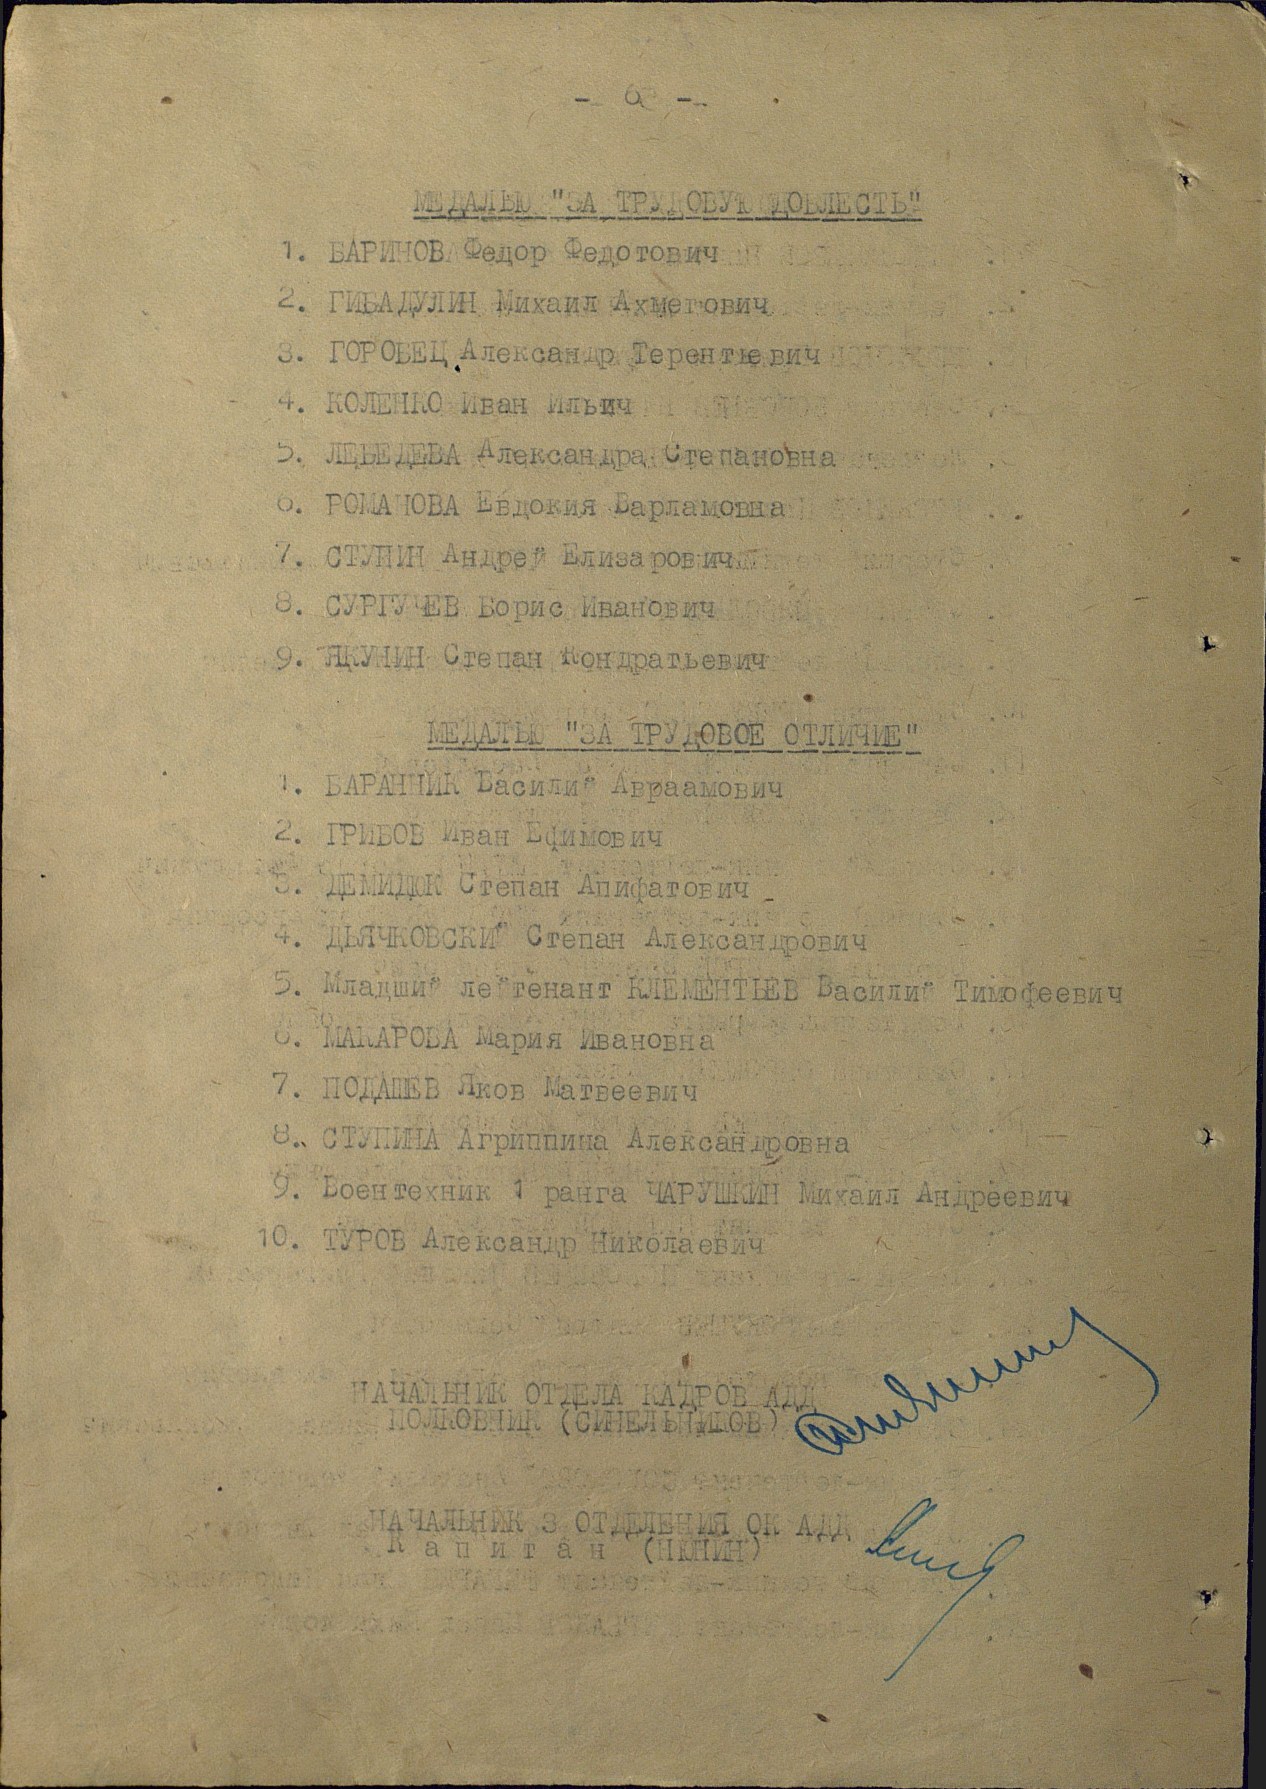 - 6 -
МЕДАЛЬЮ "ЗА ТРУДОВУЮ ДОБЛЕСТЬ"
1. БАРИНОВ Федор Федотович
2. ГИБАДУЛИН Михаил Ахметович
3. ГОРОБЕЦ Александр Терентьевич
4. КОЛЕНКО Иван Ильич
5. ЛЕБЕДЕВА Александра Степановна
6. РОМАНОВА Евдокия Варламовна
7. СТУПИН Андрей Елизарович
8. СУРГУЧЕВ Борис Иванович
9. ЯКУНИН Степан Кондратьевич
МЕДАЛЬЮ "ЗА ТРУДОВОЕ ОТЛИЧИЕ"
1. БАРАННИК Василий Авраамович
2. ГРИБОВ Иван Ефимович
3. ДЕМИДЮК Степан Апифатович
4. ДЬЯЧКОВСКИЙ Степан Александрович
5. Младший лейтенант КЛЕМЕНТЬЕВ Василий Тимофеевич
6. МАКАРОВА Мария Ивановна
7. ПОДАШЕВ Яков Матвеевич
8. СТУПИНА Агриппина Александровна
9. Воентехник 1 ранга ЧАРУШКИН Михаил Андреевич
10. ТУРОВ Александр Николаевич
НАЧАЛЬНИК ОТДЕЛА КАДРОВ АДД
ПОЛКОВНИК (СИНЕЛЬНИКОВ)
НАЧАЛЬНИК 3 ОТДЕЛЕНИЯ ОК АДД
Капитан